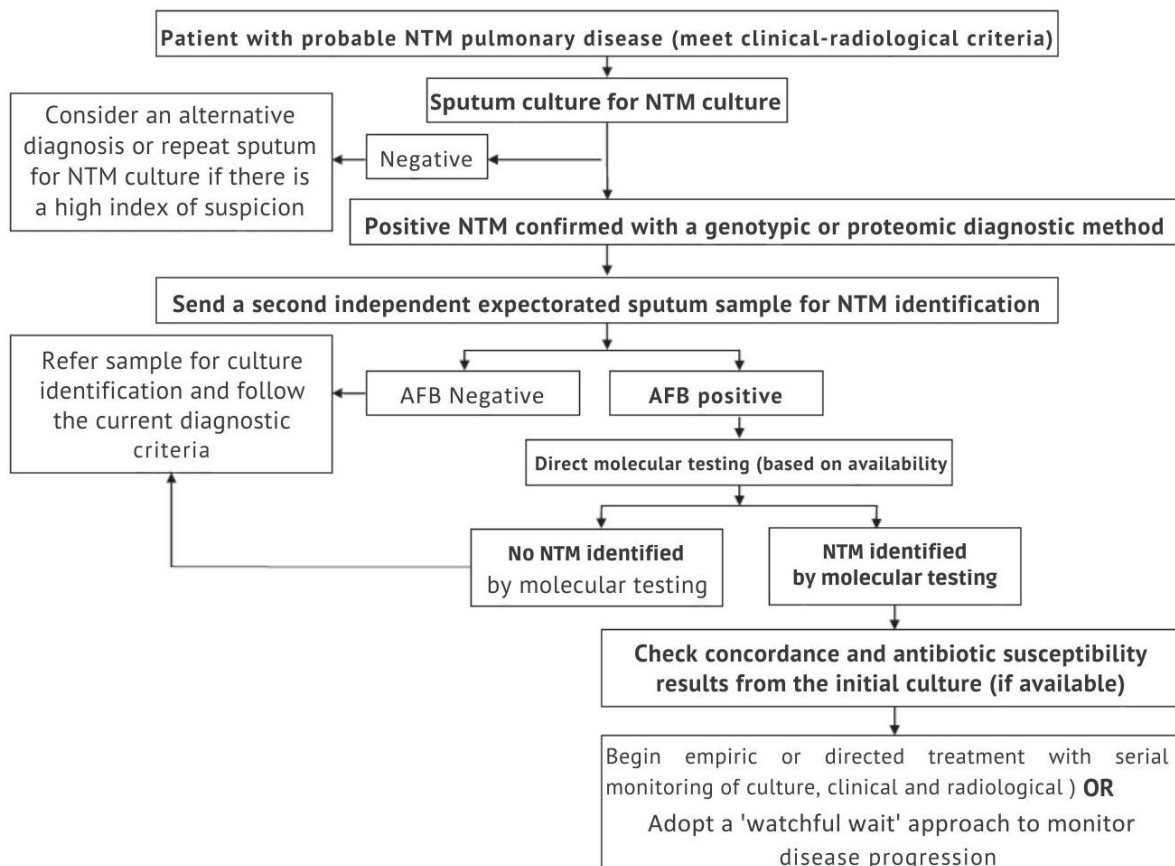 Patient with probable NTM pulmonary disease (meet clinical-radiological criteria)
Sputum culture for NTM culture
Consider an alternative
diagnosis or repeat sputum
for NTM culture if there is
a high index of suspicion
Negative
Positive NTM confirmed with a genotypic or proteomic diagnostic method
Send a second independent expectorated sputum sample for NTM identification
Refer sample for culture
identification and follow
the current diagnostic
criteria
AFB Negative
AFB positive
Direct molecular testing (based on availability
No NTM identified
by molecular testing
NTM identified
by molecular testing
Check concordance and antibiotic susceptibility
results from the initial culture (if available)
Begin empiric or directed treatment with serial
monitoring of culture, clinical and radiological ) OR
Adopt a 'watchful wait' approach to monitor
disease progression